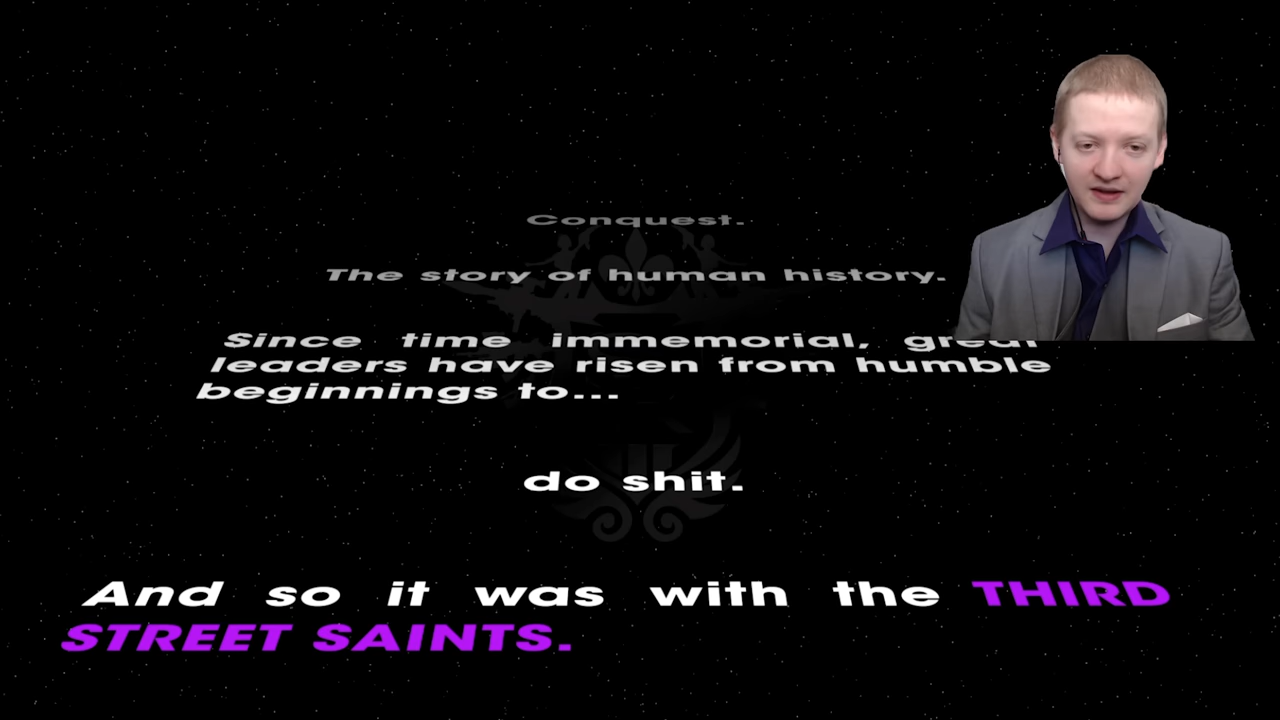 Conquest.
The story of human history.
Since time immemorial, great
leaders have risen from humble
beginnings to...
do shit.
And so it was with the THIRD
STREET SAINTS.